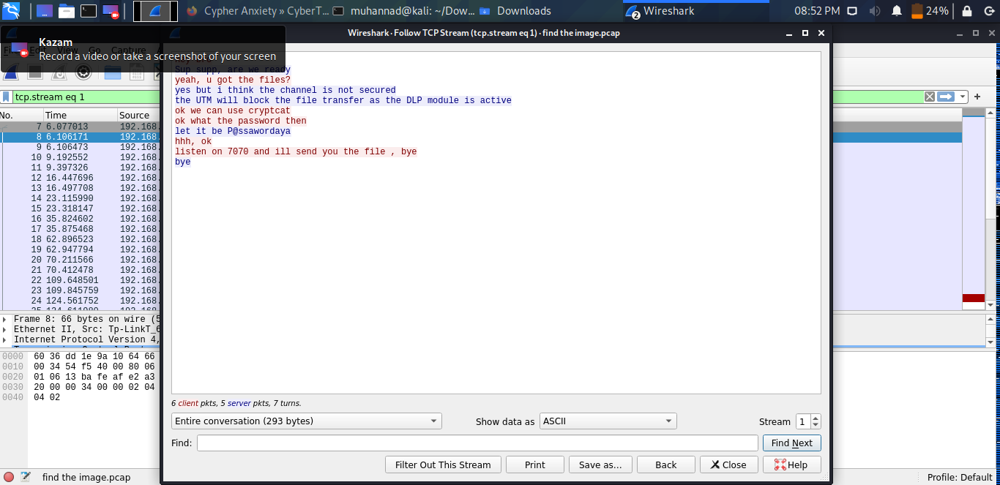 Cypher Anxiety » CyberT...
muhannad@kali: ~/Dow...
Downloads
2 Wireshark
08:52 PM
24%
Wireshark · Follow TCP Stream (tcp.stream eq 1) · find the image.pcap
Kazam
Record a video or take a screenshot of your screen
Sup supp, are we ready
yeah, u got the files?
yes but i think the channel is not secured
the UTM will block the file transfer as the DLP module is active
ok we can use cryptcat
ok what the password then
let it be P@ssawordaya
hhh, ok
listen on 7070 and ill send you the file , bye
bye
tcp.stream eq 1
No. Time Source
7 6.077013 192.168.
8 6.106171 192.168.
9 6.106473 192.168.
10 9.192552 192.168.
11 9.397326 192.168.
12 16.447696 192.168.
13 16.497708 192.168.
14 23.115990 192.168.
15 23.318147 192.168.
16 35.824602 192.168.
17 35.875468 192.168.
18 62.896523 192.168.
19 62.947794 192.168.
20 70.211566 192.168.
21 70.412478 192.168.
22 109.648501 192.168.
23 109.845759 192.168.
24 124.561752 192.168.
Frame 8: 66 bytes on wire (5
Ethernet II, Src: Tp-LinkT_6
Internet Protocol Version 4,
0000 60 36 dd 1e 9a 10 64 66
0010 00 34 54 f5 40 00 80 06
0020 01 06 13 ba fe af e2 a3
0030 20 00 00 34 00 00 02 04
0040 04 02
6 client pkts, 5 server pkts, 7 turns.
Entire conversation (293 bytes)
Show data as ASCII
Stream 1
Find:
Find Next
Filter Out This Stream
Print
Save as...
Back
Close
Help
find the image.pcap
Profile: Default